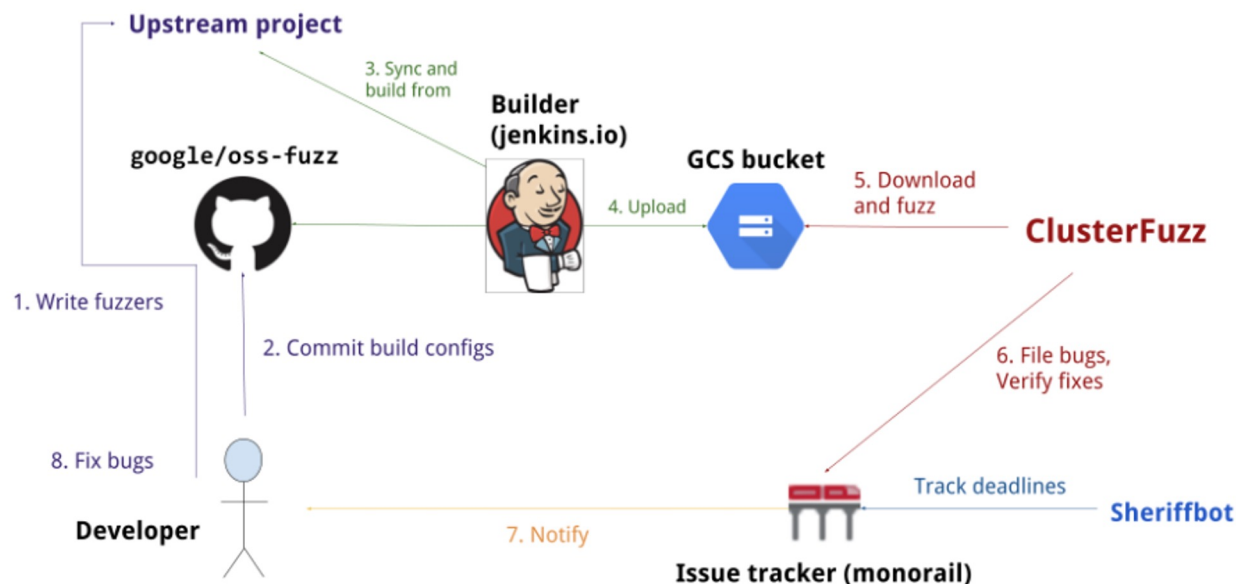 Upstream project
3. Sync and
build from
Builder
(jenkins.io)
google/oss-fuzz
GCS bucket
4. Upload
5. Download
and fuzz
ClusterFuzz
1. Write fuzzers
2. Commit build configs
6. File bugs,
Verify fixes
8. Fix bugs
Developer
7. Notify
Track deadlines
Sheriffbot
Issue tracker (monorail)